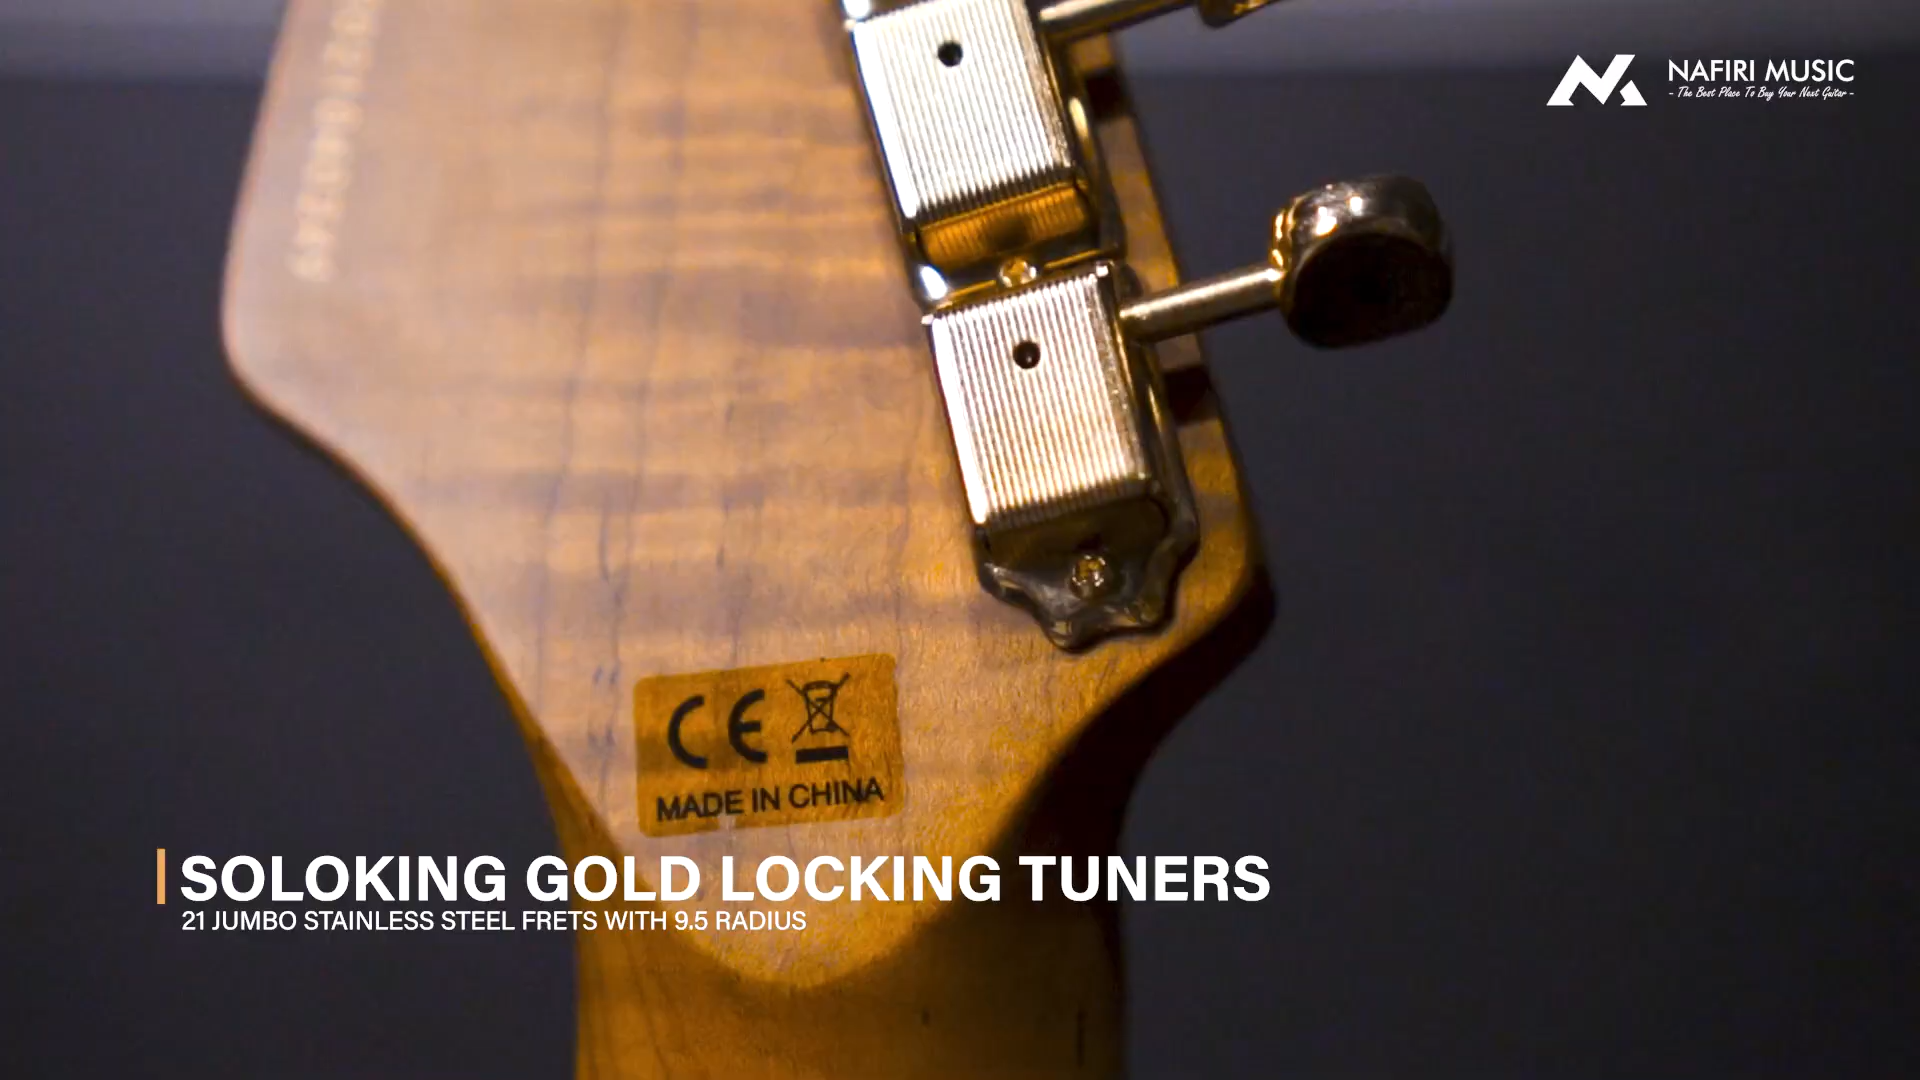 NAFIRI MUSIC
- The Best Place To Buy Your Next Guitar -
CE
MADE IN CHINA
SOLOKING GOLD LOCKING TUNERS
21 JUMBO STAINLESS STEEL FRETS WITH 9.5 RADIUS